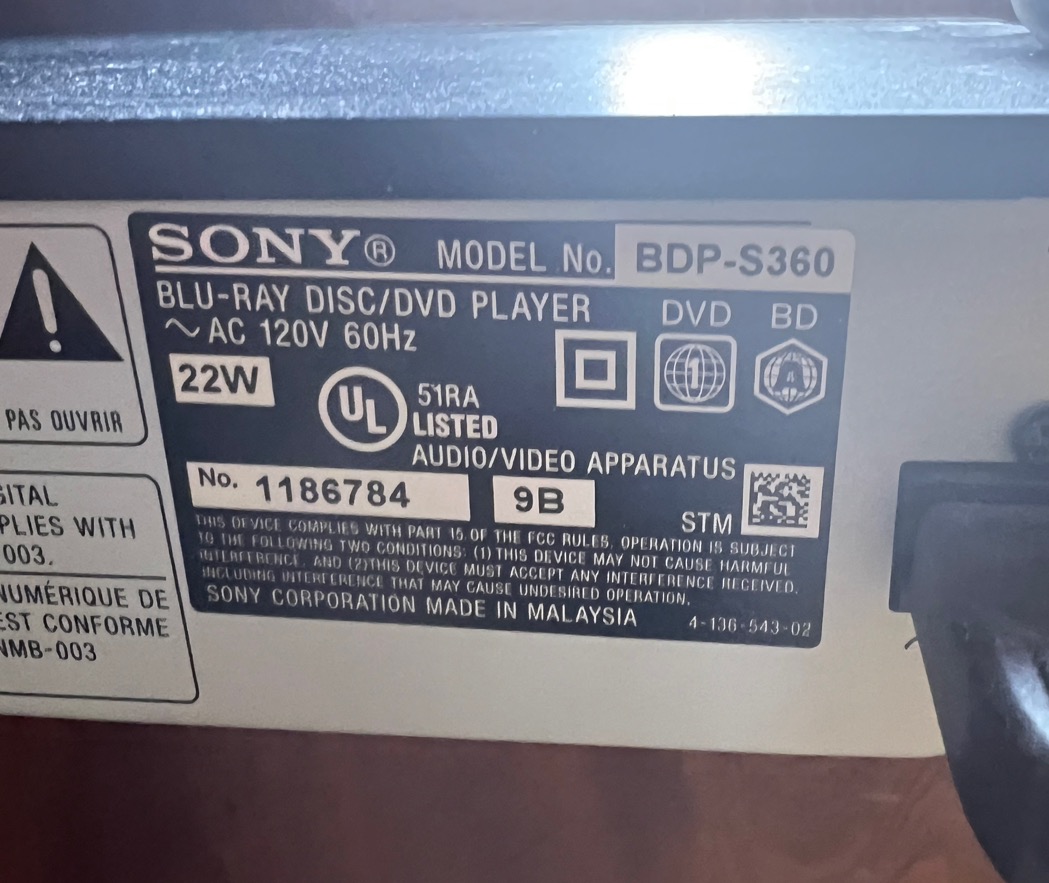 SONY® MODEL No. BDP-S360
BLU-RAY DISC/DVD PLAYER
DVD BD
~ AC 120V 60Hz
22W
1
A
UL
51RA
LISTED
AUDIO/VIDEO APPARATUS
No. 1186784
9B
STM
THIS DEVICE COMPLIES WITH PART 15 OF THE FCC RULES. OPERATION IS SUBJECT
TO THE FOLLOWING TWO CONDITIONS: (1) THIS DEVICE MAY NOT CAUSE HARMFUL
INTERFERENCE, AND (2)THIS DEVICE MUST ACCEPT ANY INTERFERENCE RECEIVED,
INCLUDING INTERFERENCE THAT MAY CAUSE UNDESIRED OPERATION.
SONY CORPORATION MADE IN MALAYSIA
4-136-543-02
!
PAS OUVRIR
GITAL
PLIES WITH
003.
NUMÉRIQUE DE
EST CONFORME
NMB-003